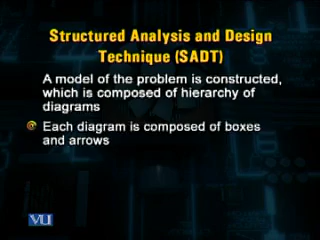 Structured Analysis and Design
Technique (SADT)
A model of the problem is constructed,
which is composed of hierarchy of
diagrams
Each diagram is composed of boxes
and arrows
VU